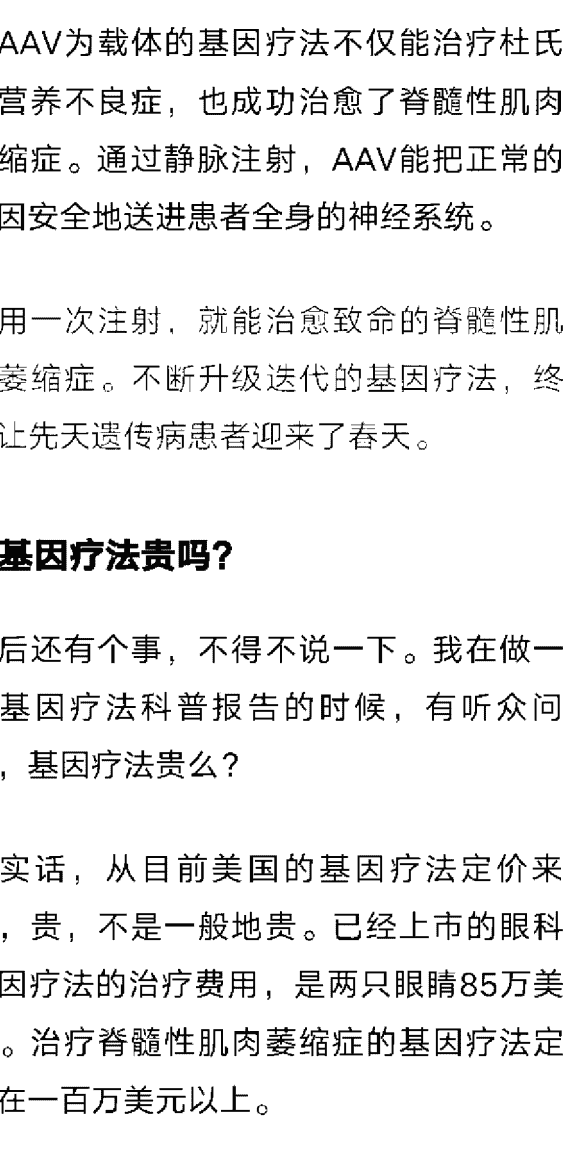 AAV为载体的基因疗法不仅能治疗杜氏
营养不良症，也成功治愈了脊髓性肌肉
缩症。通过静脉注射，AAV能把正常的
因安全地送进患者全身的神经系统。
用一次注射，就能治愈致命的脊髓性肌
萎缩症。不断升级迭代的基因疗法，终
让先天遗传病患者迎来了春天。
基因疗法贵吗？
后还有个事，不得不说一下。我在做一
基因疗法科普报告的时候，有听众问
，基因疗法贵么？
实话，从目前美国的基因疗法定价来
，贵，不是一般地贵。已经上市的眼科
因疗法的治疗费用，是两只眼睛85万美
。治疗脊髓性肌肉萎缩症的基因疗法定
在一百万美元以上。